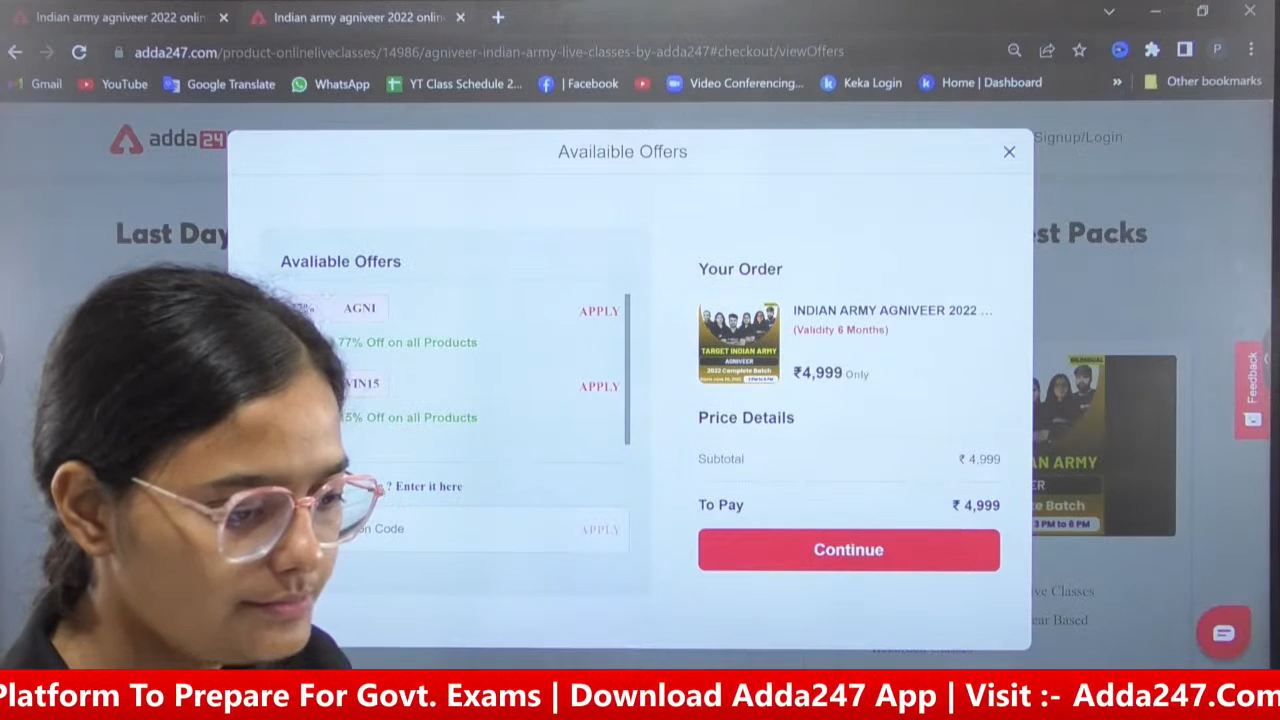 Indian army agniveer 2022 onlin
Indian army agniveer 2022 onlin
adda247.com/product-onlineliveclasses/14986/agniveer-indian-army-live-classes-by-adda247#checkout/viewOffers
P
Gmail
YouTube
Google Translate
WhatsApp
YT Class Schedule 2...
| Facebook
Video Conferencing...
Keka Login
Home | Dashboard
»
Other bookmarks
adda24
Signup/Login
Availaible Offers
Last Day
st Packs
Avaliable Offers
AGNI
APPLY
77% Off on all Products
APPLY
5% Off on all Products
? Enter it here
on Code
APPLY
Your Order
INDIAN ARMY AGNIVEER 2022 ...
(Validity 6 Months)
TARGET INDIAN ARMY
AGNIVEER
2022 Complete Batch
₹4,999 Only
Price Details
Subtotal
₹ 4,999
To Pay
₹ 4,999
Continue
Feedback
BILINGUAL
N ARMY
ER
e Batch
3 PM to 6 PM
ve Classes
ear Based
Platform To Prepare For Govt. Exams | Download Adda247 App | Visit :- Adda247.Com